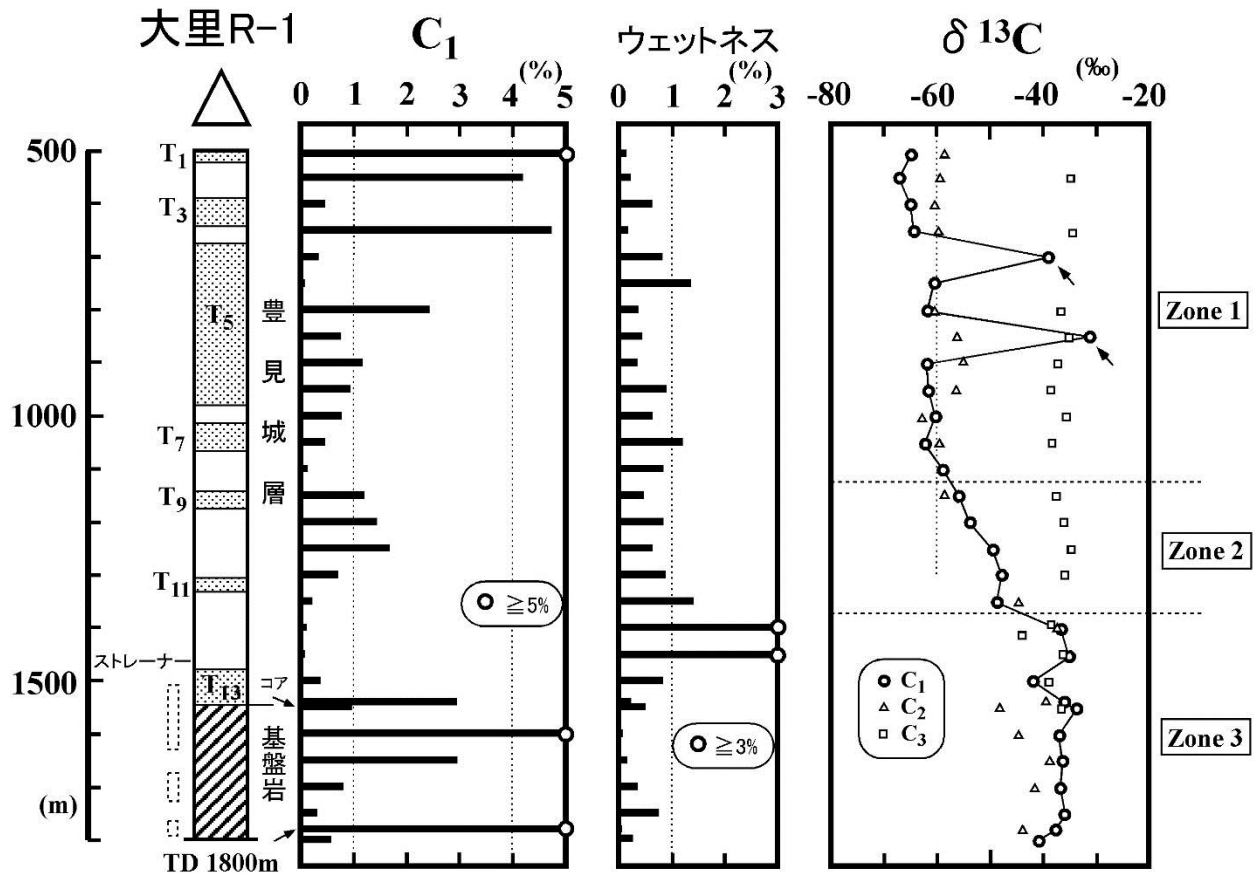 大里R-1
C₁
(%)
0 1 2 3 4 5
ウェットネス
(%)
0 1 2 3
δ ¹³C
(‰)
-80 -60 -40 -20
500
1000
1500
(m)
T₁
T₃
T₅
T₇
T₉
T₁₁
T₁₃
豊見城層
ストレーナー
コア
基盤岩
TD 1800m
≧5%
≧3%
C₁
C₂
C₃
Zone 1
Zone 2
Zone 3